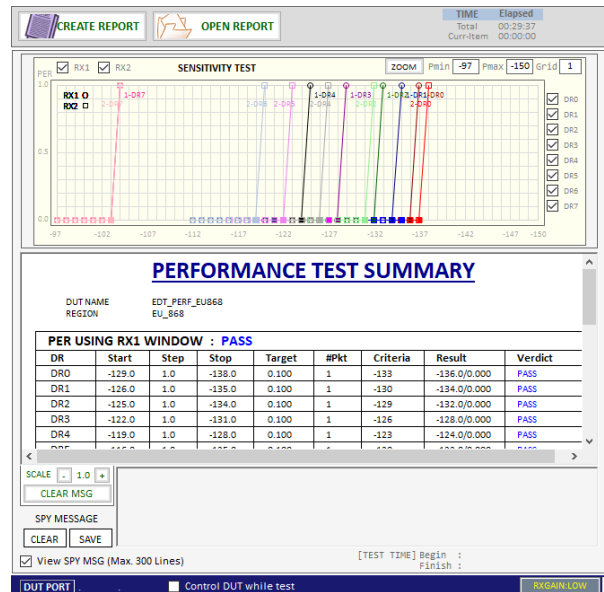 CREATE REPORT
OPEN REPORT
TIME Elapsed
Total 00:29:37
Curr-Item 00:00:00
PER
RX1 RX2 SENSITIVITY TEST ZOOM Pmin -97 Pmax -150 Grid 1
1.0
0.5
0.0
RX1 O
RX2 □
1-DR7
2-DR7
2-DR6
2-DR5
1-DR4
2-DR4
1-DR3
2-DR2
1-DR2
1-DR1
1-DR0
2-DR0
-97 -102 -107 -112 -117 -122 -127 -132 -137 -142 -147 -150
DR0
DR1
DR2
DR3
DR4
DR5
DR6
DR7
PERFORMANCE TEST SUMMARY
DUT NAME EDT_PERF_EU868
REGION EU_868
PER USING RX1 WINDOW : PASS
DR Start Step Stop Target #Pkt Criteria Result Verdict
DR0 -129.0 1.0 -138.0 0.100 1 -133 -136.0/0.000 PASS
DR1 -126.0 1.0 -135.0 0.100 1 -130 -134.0/0.000 PASS
DR2 -125.0 1.0 -134.0 0.100 1 -129 -132.0/0.000 PASS
DR3 -122.0 1.0 -131.0 0.100 1 -126 -128.0/0.000 PASS
DR4 -119.0 1.0 -128.0 0.100 1 -123 -124.0/0.000 PASS
SCALE - 1.0 +
CLEAR MSG
SPY MESSAGE
CLEAR SAVE
View SPY MSG (Max. 300 Lines)
[TEST TIME] Begin :
Finish :
DUT PORT
Control DUT while test
RXGAIN:LOW